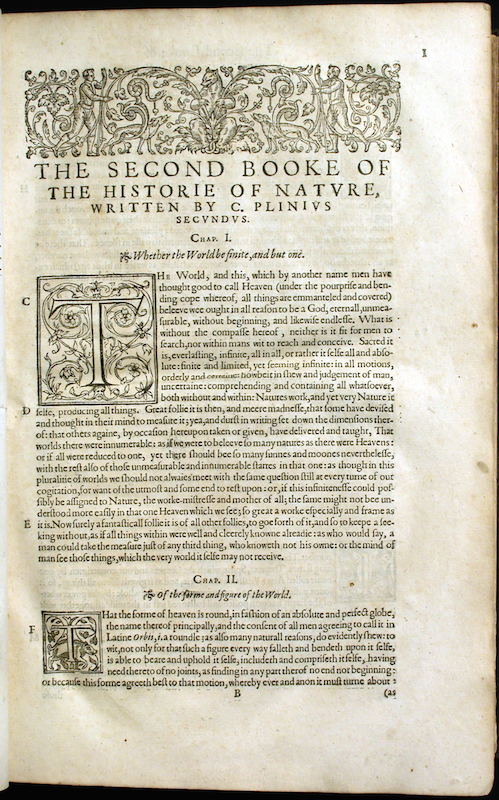 1
THE SECOND BOOKE OF
THE HISTORIE OF NATVRE,
WRITTEN BY C. PLINIVS
SECVNDVS.
CHAP. I.
Whether the World be finite, and but one.
THE World, and this, which by another name men have
thought good to call Heaven (under the pourprise and ben-
ding cope whereof, all things are emmanteled and covered)
beleeve wee ought in all reason to be a God, eternall, unmea-
surable, without beginning, and likewise endlesse. What is
without the compasse hereof, neither is it fit for men to
search, nor within mans wit to reach and conceive. Sacred it
is, everlasting, infinite, all in all, or rather it selfe all and abso-
lute: finite and limited, yet seeming infinite: in all motions,
orderly and certaine: howbeit in shew and judgement of man,
uncertaine: comprehending and containing all whatsoever,
both without and within: Natures work, and yet very Nature it
selfe, producing all things. Great follie it is then, and meere madnesse, that some have devised
and thought in their mind to measure it; yea, and durst in writing set down the dimensions ther-
of: that others againe, by occasion hereupon taken or given, have delivered and taught, That
worlds there were innumerable: as if we were to beleeve so many natures as there were Heavens:
or if all were reduced to one, yet there should bee so many sunnes and moones neverthelesse,
with the rest also of those unmeasurable and innumerable starres in that one: as though in this
pluralitie of worlds we should not alwaies meet with the same question still at every turne of our
cogitation, for want of the utmost and some end to rest upon: or, if this infinitenesse could pos-
sibly be assigned to Nature, the worke-mistresse and mother of all; the same might not bee un-
derstood more easily in that one Heaven which we see; so great a worke especially and frame as
it is. Now surely a fantasticall follie it is of all other follies, to goe forth of it, and so to keepe a see-
king without, as if all things within were well and cleerely knowne alreadie: as who would say, a
man could take the measure just of any third thing, who knoweth not his owne: or the mind of
man see those things, which the very world it selfe may not receive.
C
D
E
CHAP. II.
Of the forme and figure of the World.
F
THat the forme of heaven is round, in fashion of an absolute and perfect globe,
the name thereof principally, and the consent of all men agreeing to call it in
Latine Orbis, i. a roundle: as also many naturall reasons, do evidently shew: to
wit, not only for that such a figure every way falleth and bendeth upon it selfe,
is able to beare and uphold it selfe, includeth and compriseth it selfe, having
need thereto of no joints, as finding in any part therof no end nor beginning:
or because this forme agreeth best to that motion, whereby ever and anon it must turne about
B
(as